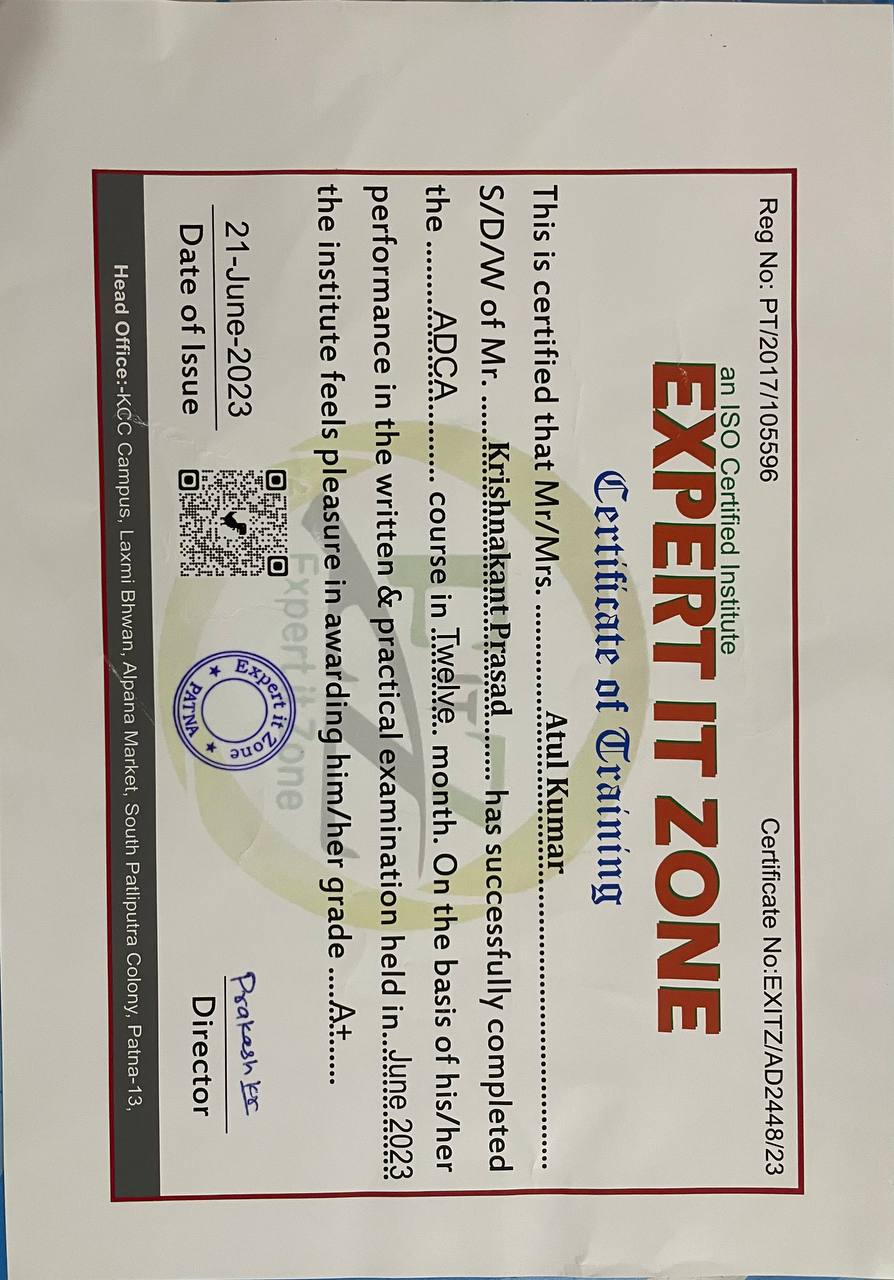 Reg No: PT/2017/105596
Certificate No:EXITZ/AD2448/23
an ISO Certified Institute
EXPERT IT ZONE
Certificate of Training
This is certified that Mr/Mrs. ................Atul Kumar................................................
S/D/W of Mr. ......Krishnakant Prasad......... has successfully completed
the ..........ADCA........... course in Twelve.. month. On the basis of his/her
performance in the written & practical examination held in...June 2023
the institute feels pleasure in awarding him/her grade .....A+.......
Expert it Zone
21-June-2023
Date of Issue
Expert it Zone
PATNA
Prakash Kr
Director
Head Office:-KCC Campus, Laxmi Bhwan, Alpana Market, South Patliputra Colony, Patna-13,